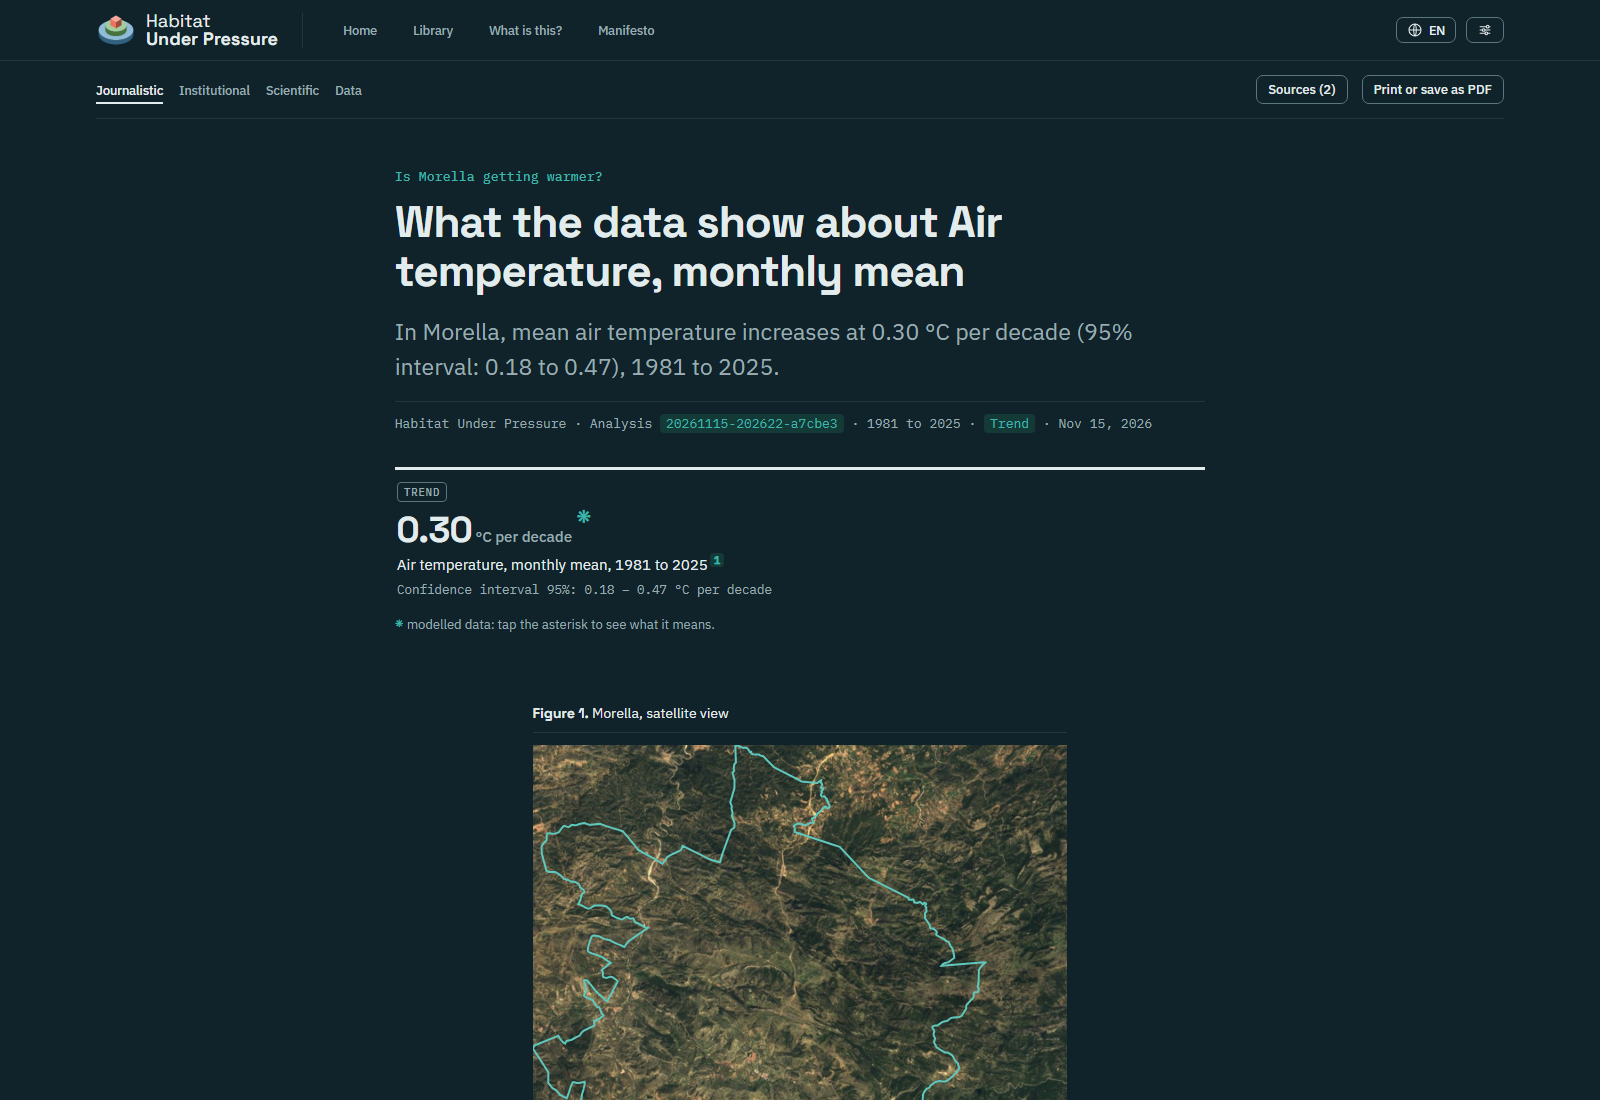 Habitat
Under Pressure
Home
Library
What is this?
Manifesto
EN
Journalistic
Institutional
Scientific
Data
Sources (2)
Print or save as PDF
Is Morella getting warmer?
What the data show about Air
temperature, monthly mean
In Morella, mean air temperature increases at 0.30 °C per decade (95%
interval: 0.18 to 0.47), 1981 to 2025.
Habitat Under Pressure · Analysis 20261115-202622-a7cbe3 · 1981 to 2025 · Trend · Nov 15, 2026
TREND
0.30 °C per decade *
Air temperature, monthly mean, 1981 to 2025 1
Confidence interval 95%: 0.18 – 0.47 °C per decade
* modelled data: tap the asterisk to see what it means.
Figure 1. Morella, satellite view